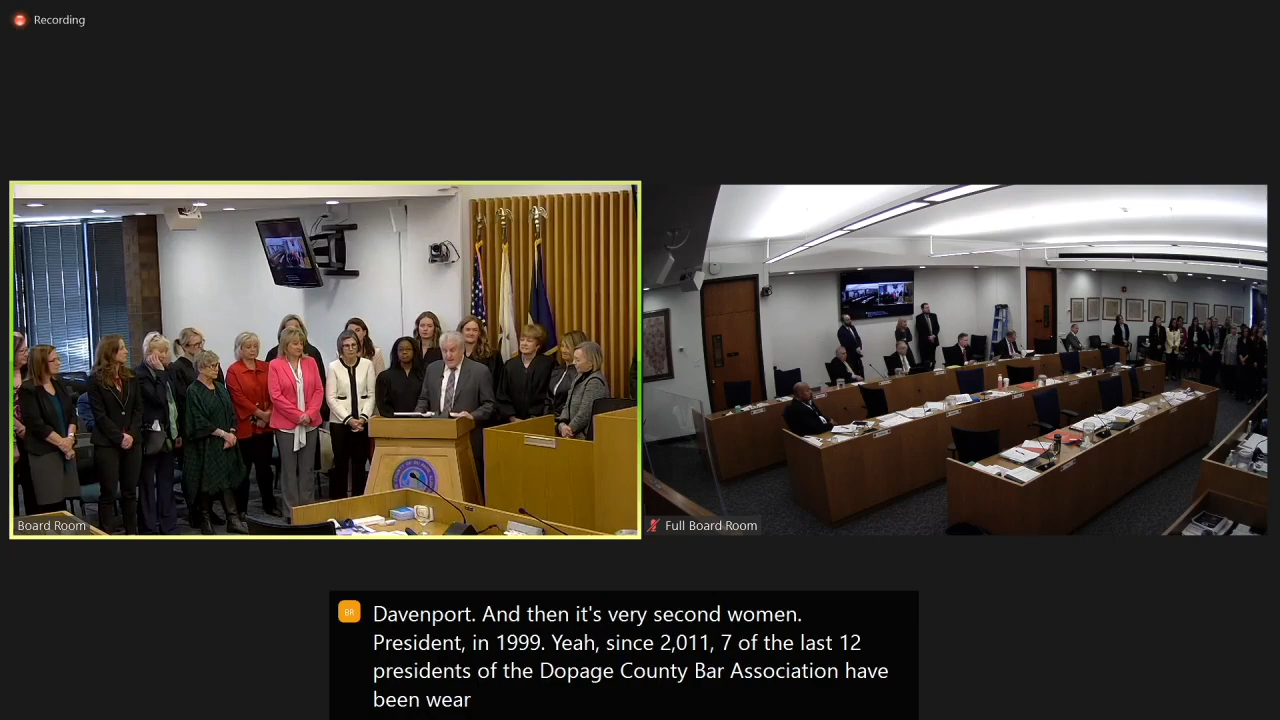 Recording
Board Room
Full Board Room
BR
Davenport. And then it's very second women.
President, in 1999. Yeah, since 2,011, 7 of the last 12
presidents of the Dopage County Bar Association have
been wear